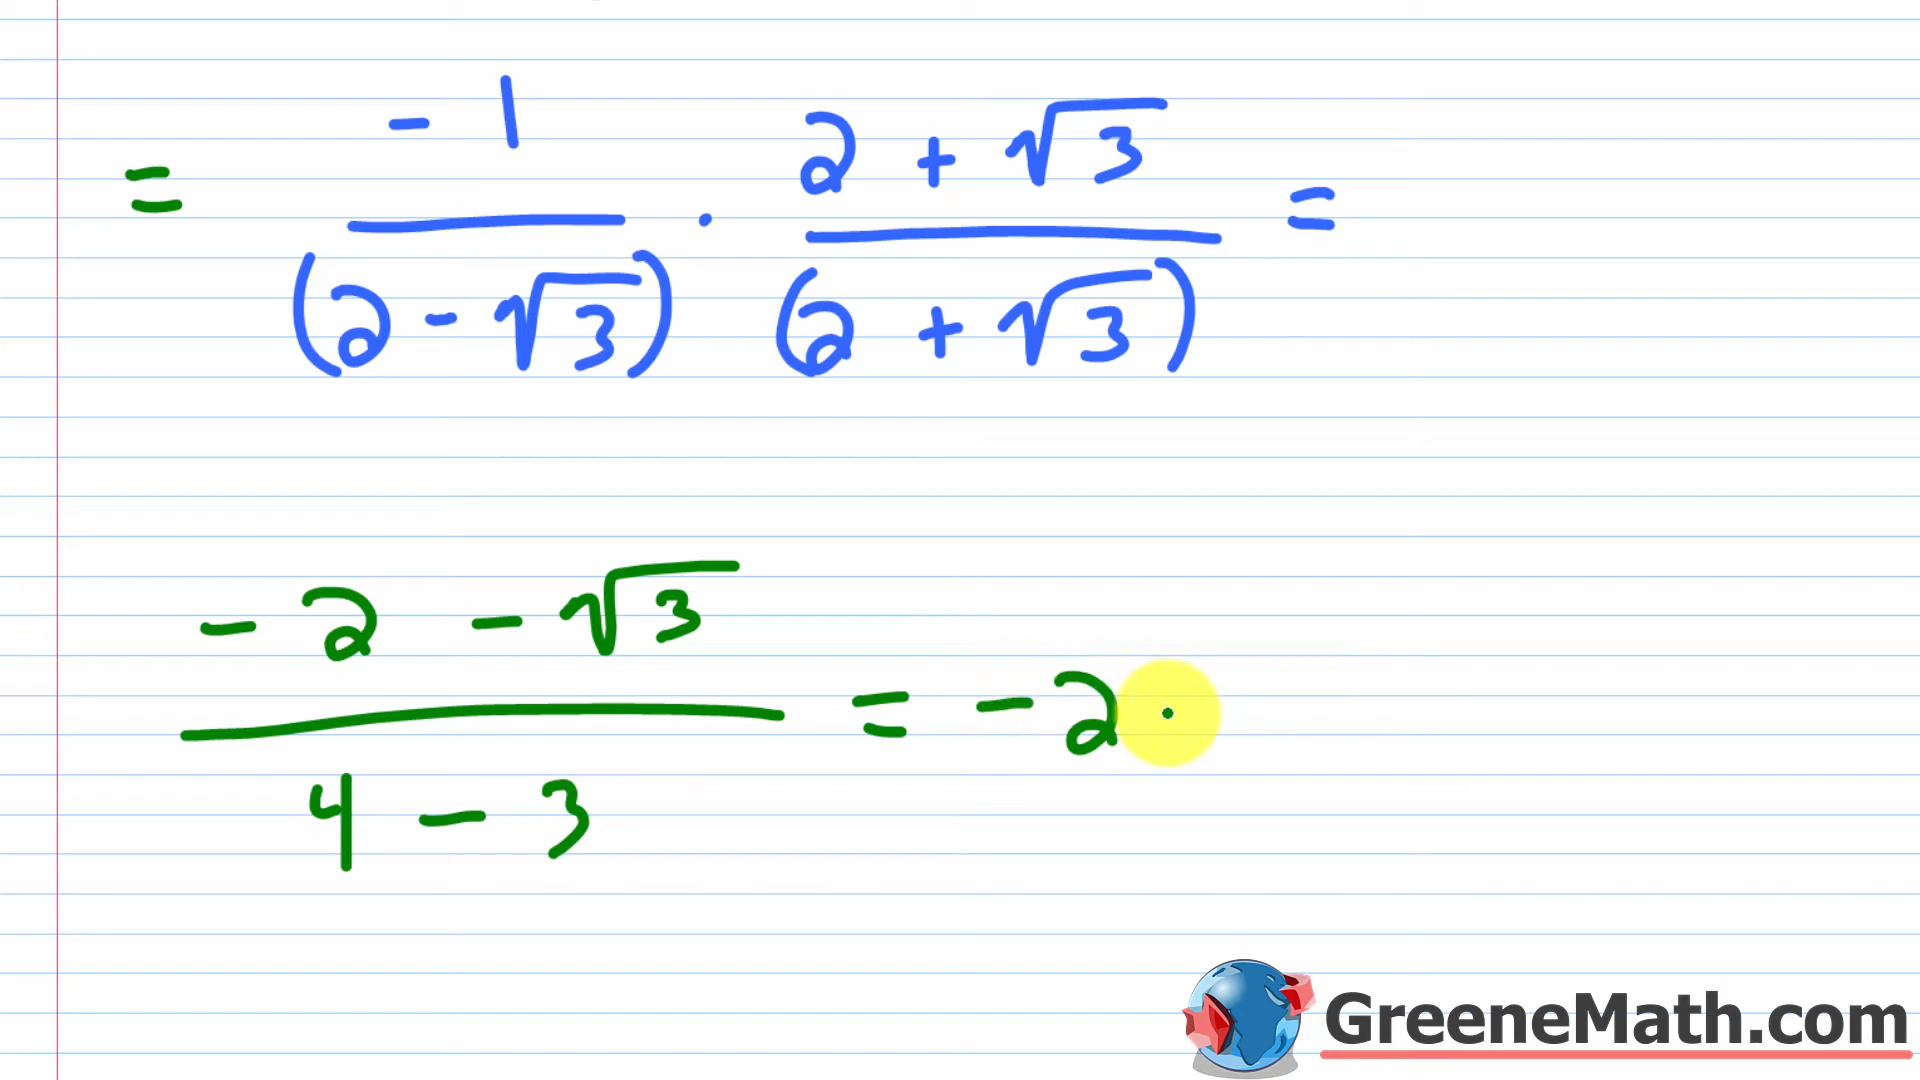 = -1 / (2 - √3) · 2 + √3 / (2 + √3) =
-2 - √3 / 4 - 3 = -2
GreeneMath.com